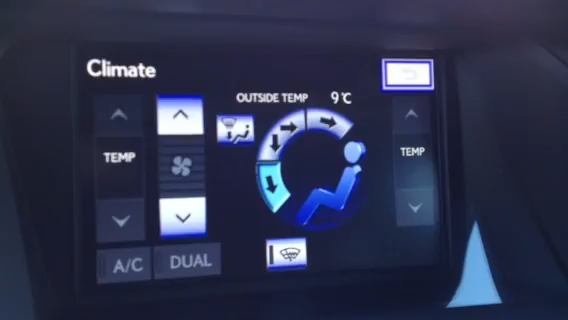 Climate
OUTSIDE TEMP 9℃
TEMP
TEMP
A/C
DUAL